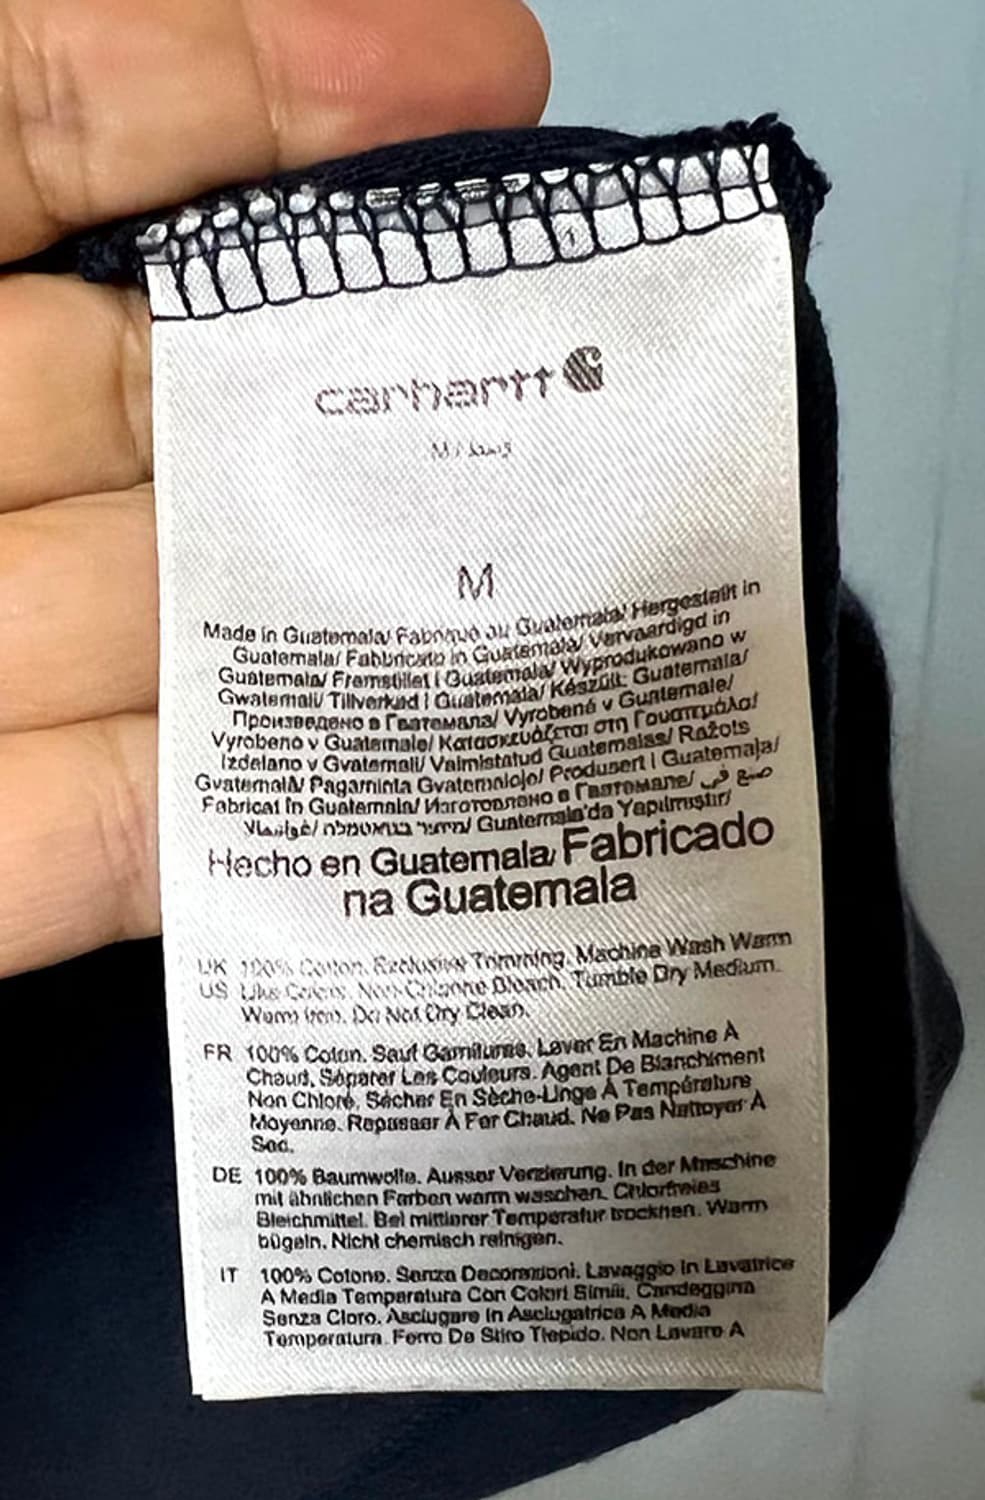 carhartt
M / وسط
M
Made in Guatemala/ Fabriqué au Guatemala/ Hergestellt in
Guatemala/ Fabbricato in Guatemala/ Vervaardigd in
Guatemala/ Fremstillet i Guatemala/ Wyprodukowano w
Gwatemali/ Tillverkad i Guatemala/ Készült: Guatemala/
Произведено в Гватемала/ Vyrobené v Guatemale/
Vyrobeno v Guatemale/ Κατασκευάζεται στη Γουατεμάλα/
Izdelano v Gvatemali/ Valmistatud Guatemalas/ Ražots
Gvatemalā/ Pagaminta Gvatemaloje/ Produsert i Guatemala/
Fabricat în Guatemala/ Изготовлено в Гватемале/ صنع في
غواتيمالا/ מיוצר בגואטמלה/ Guatemala'da Yapılmıştır/
Hecho en Guatemala/ Fabricado
na Guatemala
UK 100% Cotton. Exclusive Trimming. Machine Wash Warm
US Like Colors. Non-Chlorine Bleach. Tumble Dry Medium.
Warm Iron. Do Not Dry Clean.
FR 100% Coton. Sauf Garnitures. Laver En Machine À
Chaud. Séparer Les Couleurs. Agent De Blanchiment
Non Chloré. Sécher En Sèche-Linge À Température
Moyenne. Repasser À Fer Chaud. Ne Pas Nettoyer À
Sec.
DE 100% Baumwolle. Ausser Verzierung. In der Maschine
mit ähnlichen Farben warm waschen. Chlorfreies
Bleichmittel. Bei mittlerer Temperatur trocknen. Warm
bügeln. Nicht chemisch reinigen.
IT 100% Cotone. Senza Decorazioni. Lavaggio In Lavatrice
A Media Temperatura Con Colori Simili. Candeggina
Senza Cloro. Asciugare In Asciugatrice A Media
Temperatura. Ferro Da Stiro Tiepido. Non Lavare A